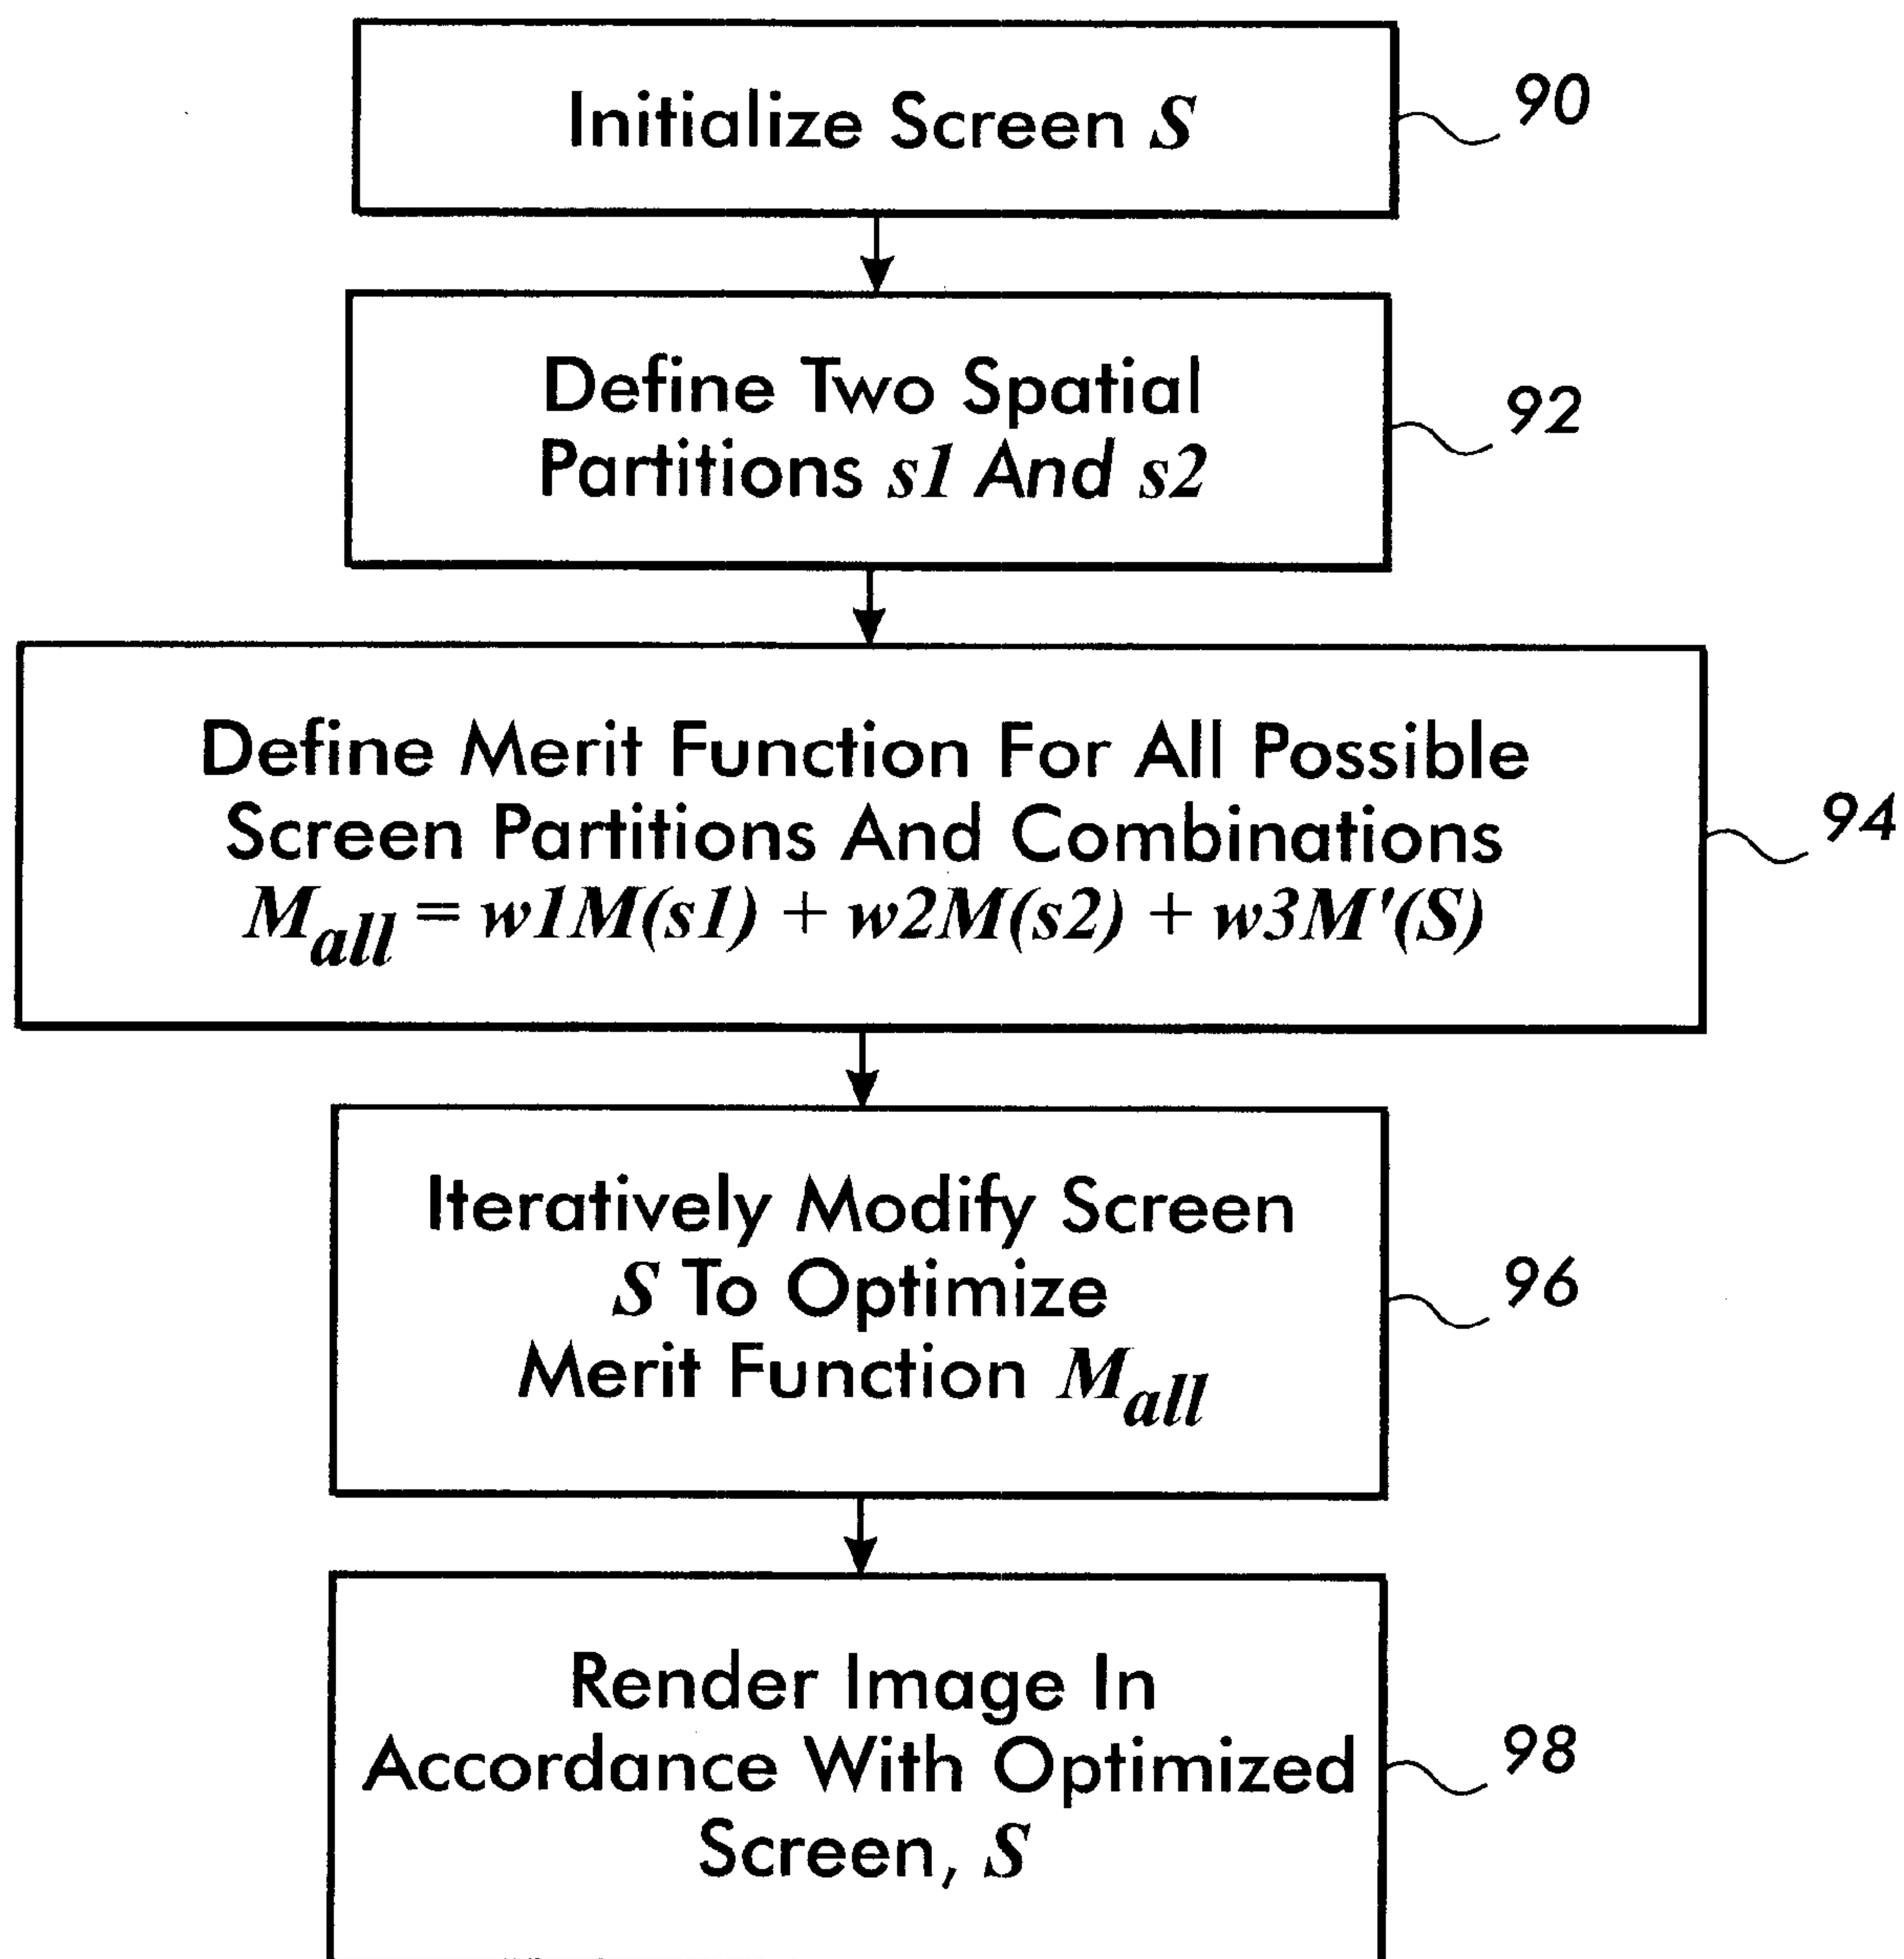 Initialize Screen S
90
Define Two Spatial
Partitions s1 And s2
92
Define Merit Function For All Possible
Screen Partitions And Combinations
M_all = w1M(s1) + w2M(s2) + w3M'(S)
94
Iteratively Modify Screen
S To Optimize
Merit Function M_all
96
Render Image In
Accordance With Optimized
Screen, S
98